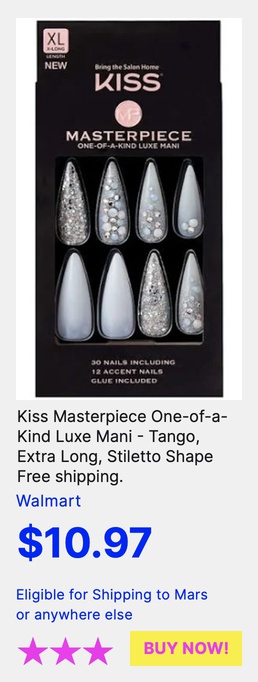 XL
X-LONG
LENGTH
NEW
Bring the Salon Home
KISS
MP
MASTERPIECE
ONE-OF-A-KIND LUXE MANI
30 NAILS INCLUDING
12 ACCENT NAILS
GLUE INCLUDED
Kiss Masterpiece One-of-a-
Kind Luxe Mani - Tango,
Extra Long, Stiletto Shape
Free shipping.
Walmart
$10.97
Eligible for Shipping to Mars
or anywhere else
BUY NOW!